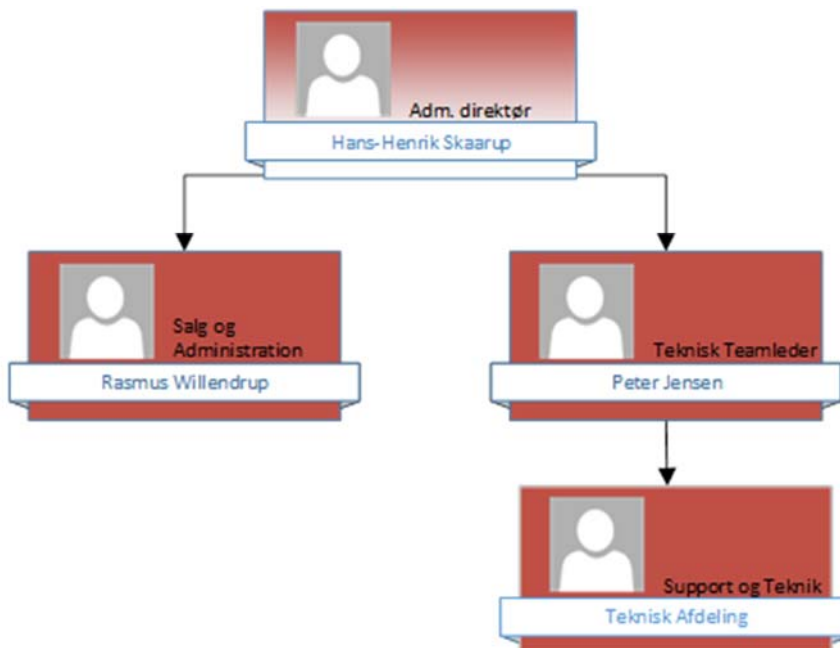 Adm. direktør
Hans-Henrik Skaarup
Salg og
Administration
Rasmus Willendrup
Teknisk Teamleder
Peter Jensen
Support og Teknik
Teknisk Afdeling